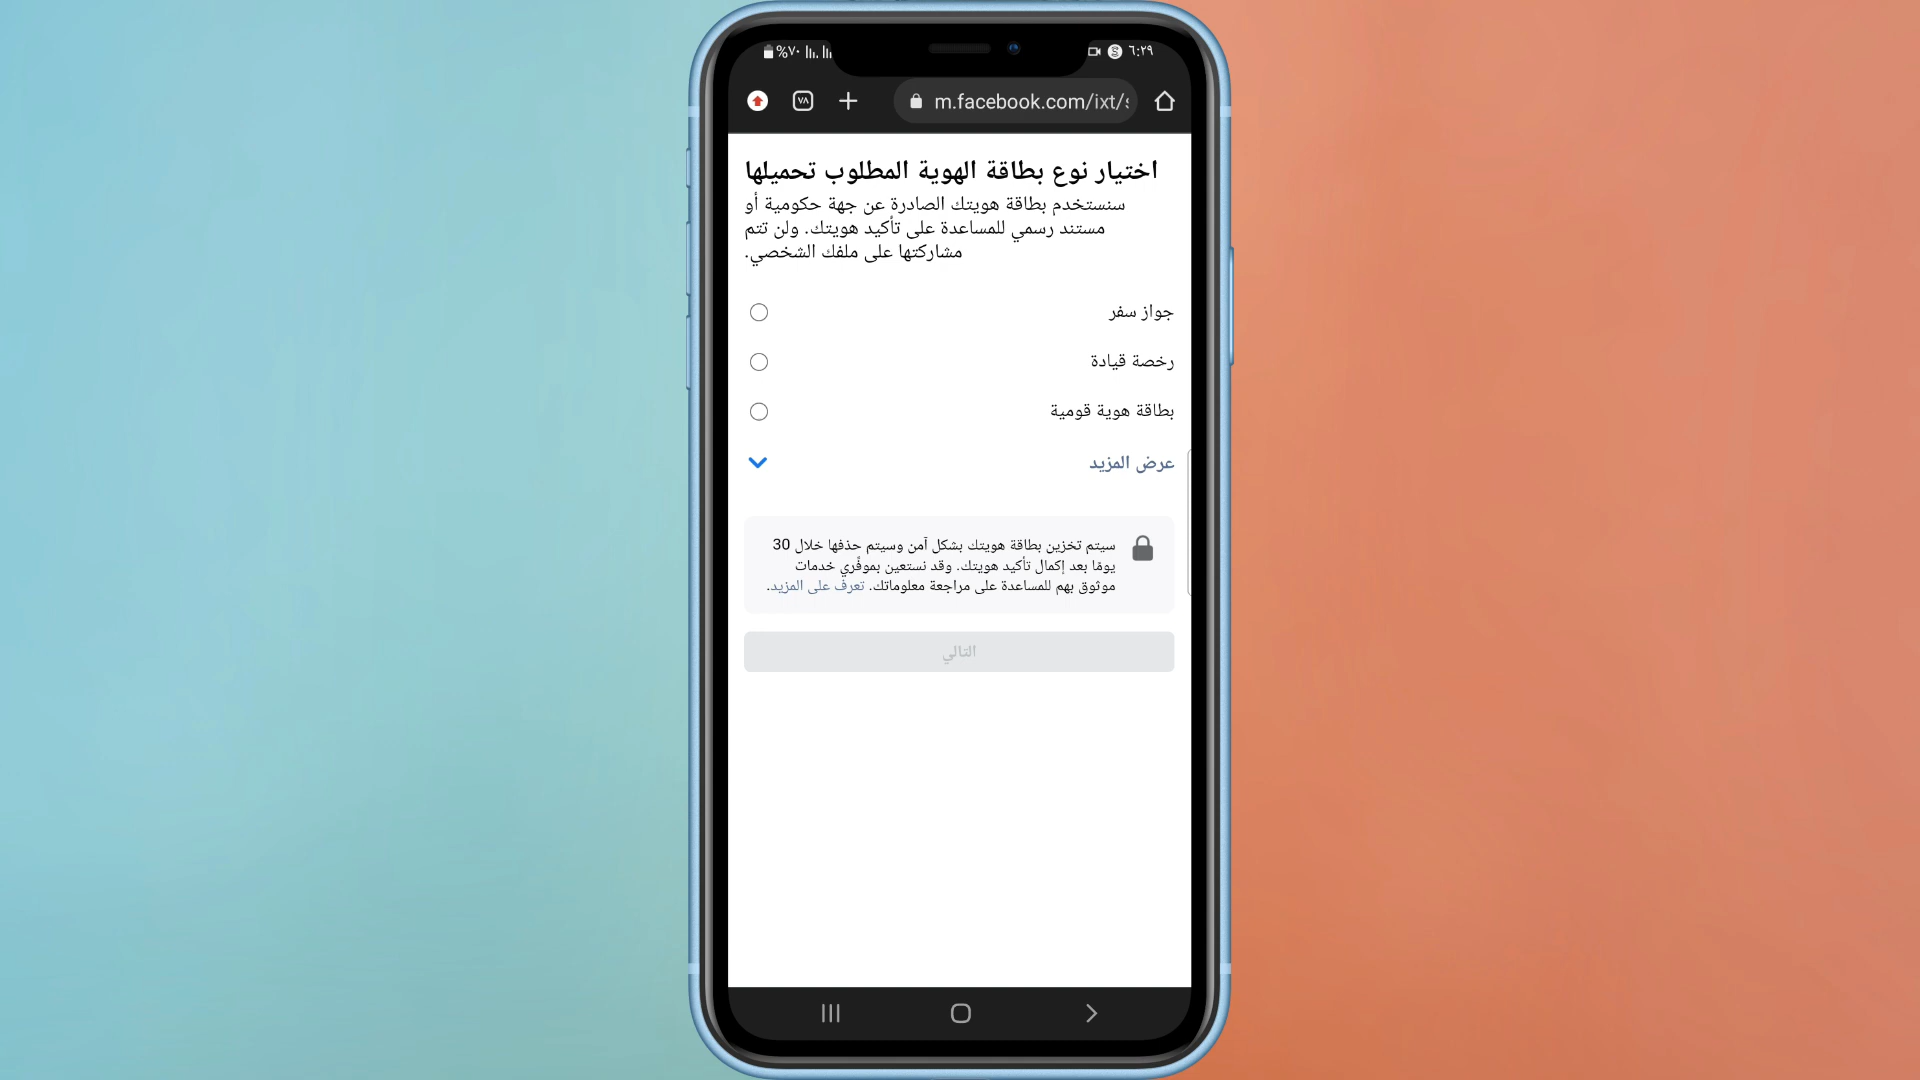 %٧٠
٦:٢٩
٧٨
m.facebook.com/ixt/
اختيار نوع بطاقة الهوية المطلوب تحميلها
سنستخدم بطاقة هويتك الصادرة عن جهة حكومية أو
مستند رسمي للمساعدة على تأكيد هويتك. ولن تتم
مشاركتها على ملفك الشخصي.
جواز سفر
رخصة قيادة
بطاقة هوية قومية
عرض المزيد
سيتم تخزين بطاقة هويتك بشكل آمن وسيتم حذفها خلال 30
يومًا بعد إكمال تأكيد هويتك. وقد نستعين بموفّري خدمات
موثوق بهم للمساعدة على مراجعة معلوماتك. تعرف على المزيد.
التالي